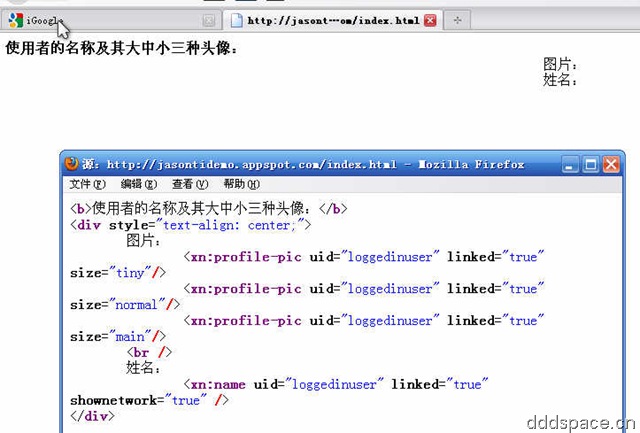 iGoogle
http://jasont…om/index.html
使用者的名称及其大中小三种头像：
图片：
姓名：
源：http://jasontidemo.appspot.com/index.html - Mozilla Firefox
文件(F) 编辑(E) 查看(V) 帮助(H)
<b>使用者的名称及其大中小三种头像：</b>
<div style="text-align: center;">
图片：
<xn:profile-pic uid="loggedinuser" linked="true"
size="tiny"/>
<xn:profile-pic uid="loggedinuser" linked="true"
size="normal"/>
<xn:profile-pic uid="loggedinuser" linked="true"
size="main"/>
<br />
姓名：
<xn:name uid="loggedinuser" linked="true"
shownetwork="true" />
</div>
dddspace.cn